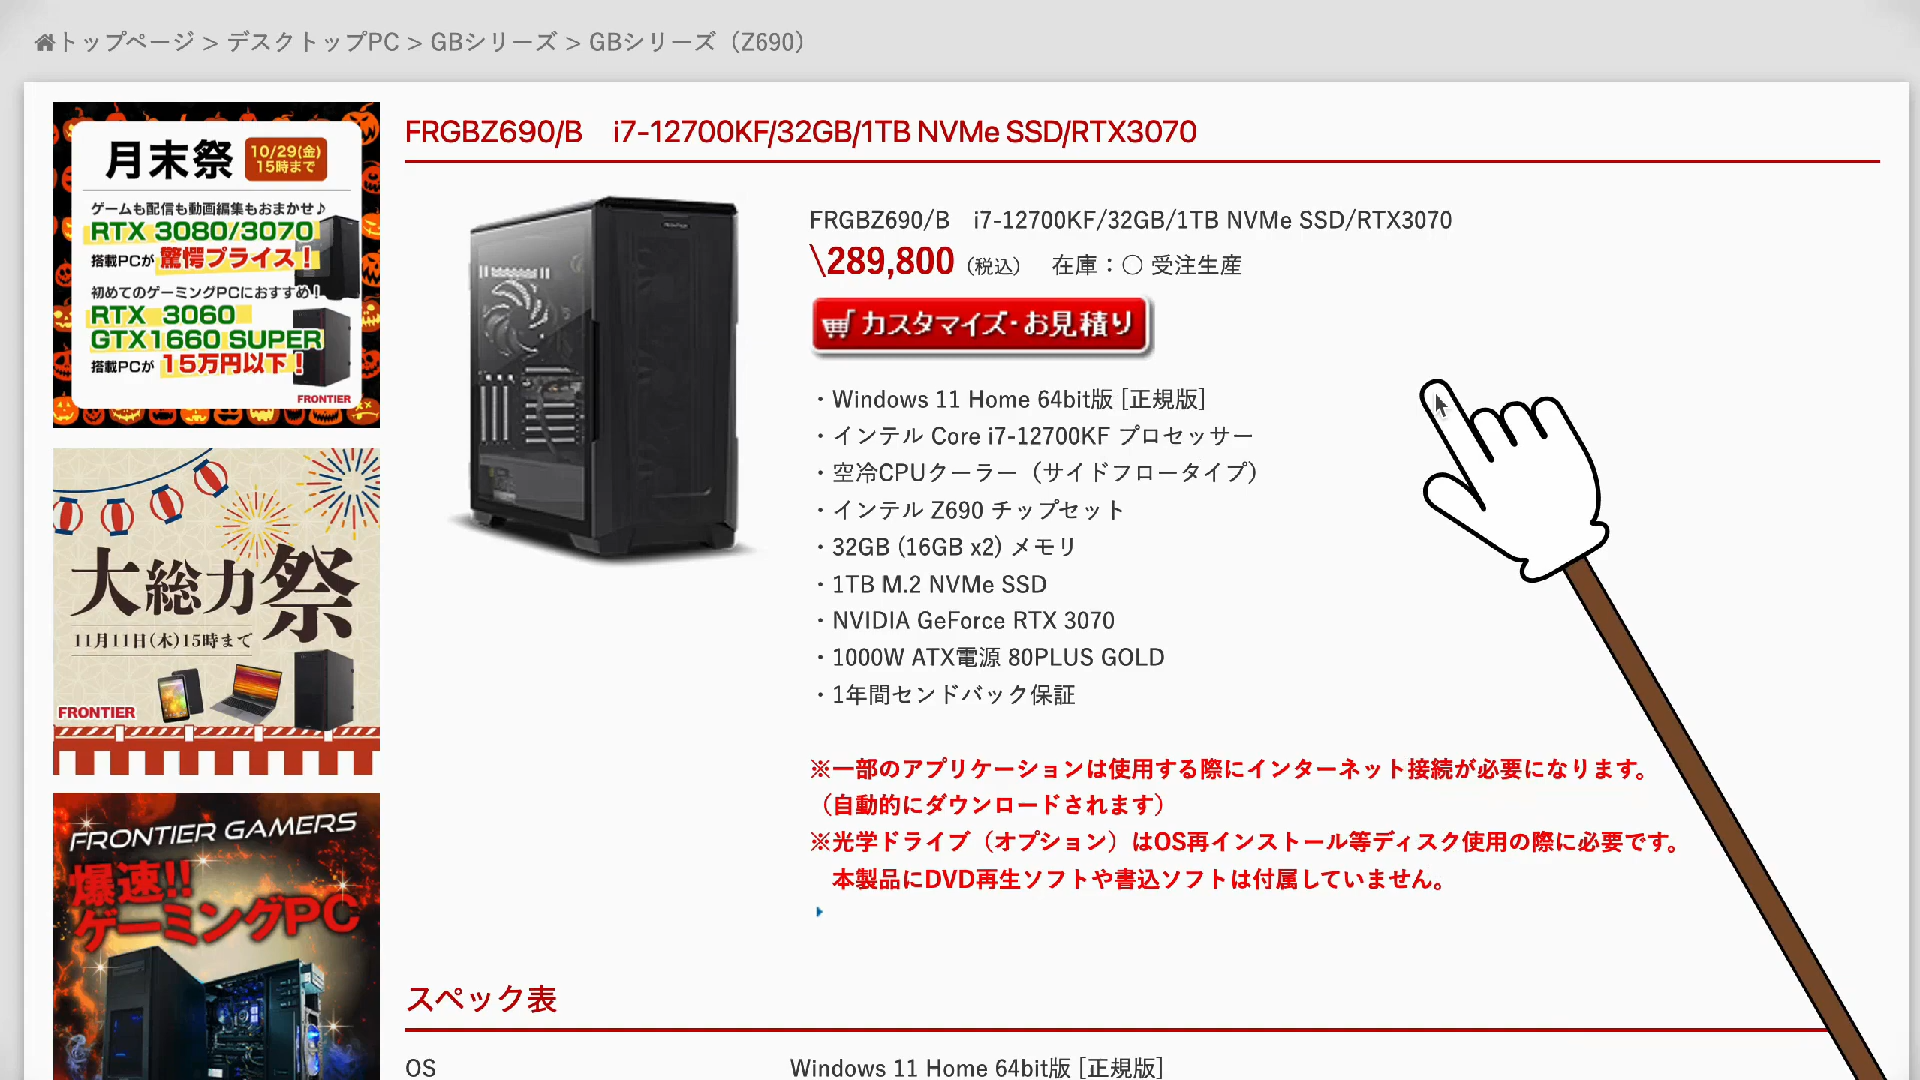 トップページ > デスクトップPC > GBシリーズ > GBシリーズ（Z690）
月末祭 10/29(金) 15時まで
ゲームも配信も動画編集もおまかせ♪
RTX 3080/3070
搭載PCが 驚愕プライス！
初めてのゲーミングPCにおすすめ！
RTX 3060
GTX1660 SUPER
搭載PCが 15万円以下！
FRONTIER
大総力祭
11月11日(木)15時まで
FRONTIER
FRONTIER GAMERS
爆速!!
ゲーミングPC
FRGBZ690/B　i7-12700KF/32GB/1TB NVMe SSD/RTX3070
FRGBZ690/B　i7-12700KF/32GB/1TB NVMe SSD/RTX3070
\289,800（税込）　在庫：〇 受注生産
カスタマイズ・お見積り
・Windows 11 Home 64bit版 [正規版]
・インテル Core i7-12700KF プロセッサー
・空冷CPUクーラー（サイドフロータイプ）
・インテル Z690 チップセット
・32GB (16GB x2) メモリ
・1TB M.2 NVMe SSD
・NVIDIA GeForce RTX 3070
・1000W ATX電源 80PLUS GOLD
・1年間センドバック保証
※一部のアプリケーションは使用する際にインターネット接続が必要になります。
（自動的にダウンロードされます）
※光学ドライブ（オプション）はOS再インストール等ディスク使用の際に必要です。
本製品にDVD再生ソフトや書込ソフトは付属していません。
スペック表
OS Windows 11 Home 64bit版 [正規版]